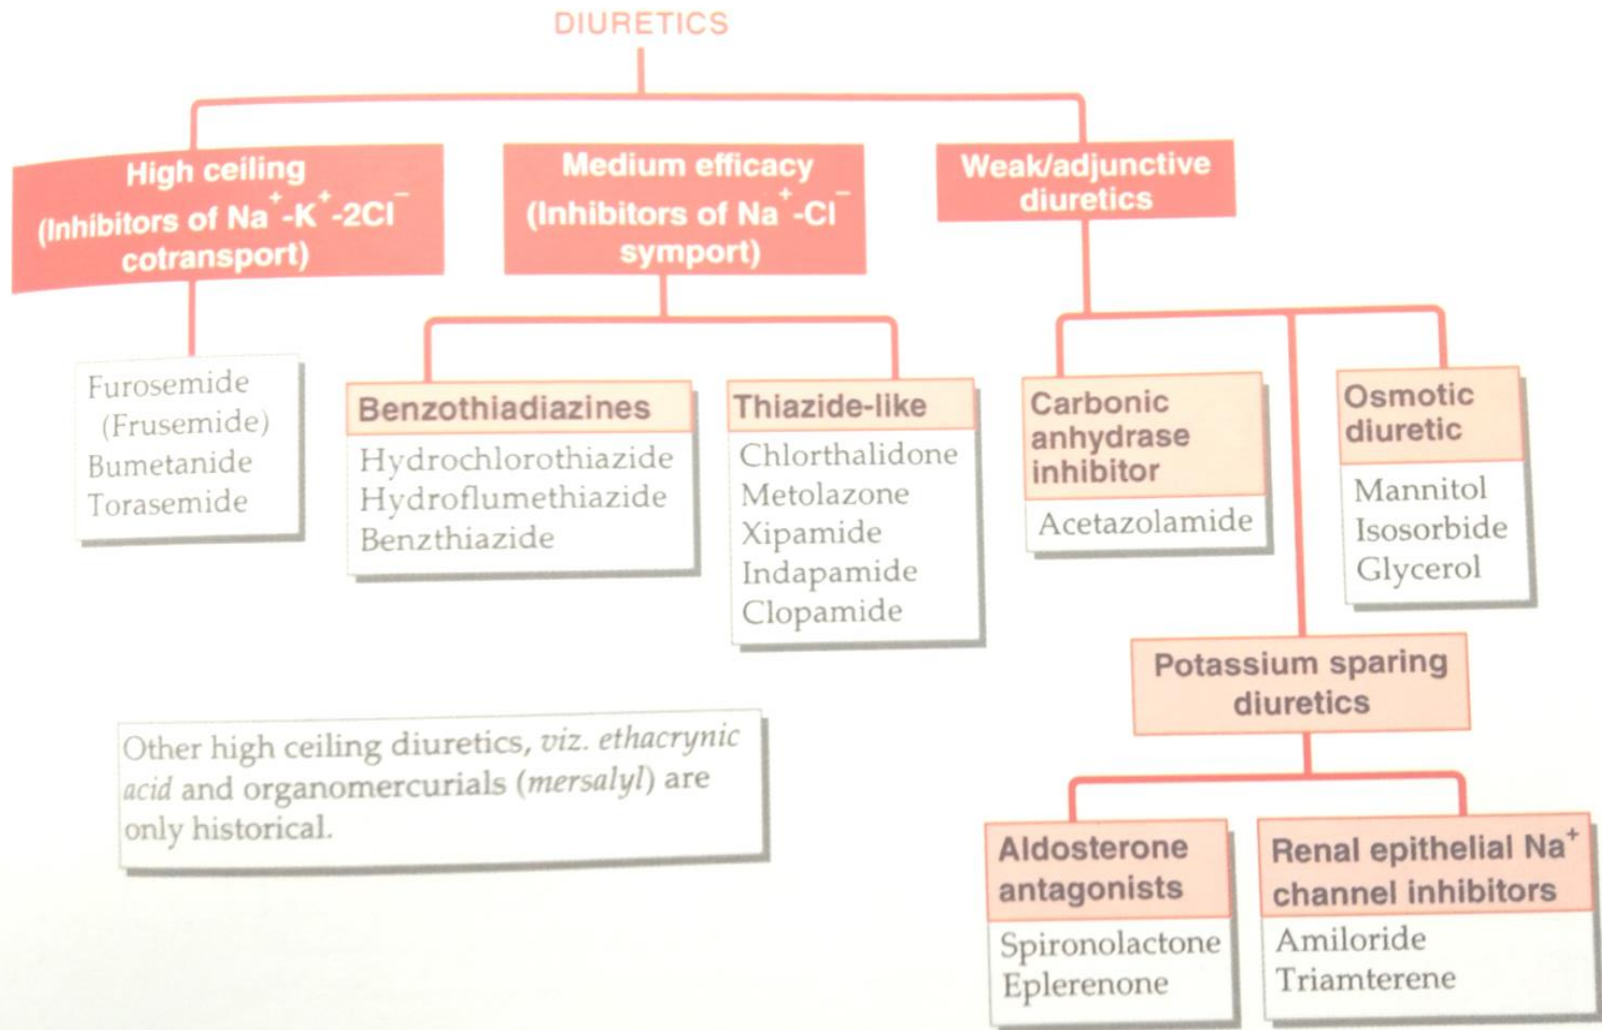 DIURETICS
High ceiling
(Inhibitors of Na⁺-K⁺-2Cl⁻
cotransport)
Medium efficacy
(Inhibitors of Na⁺-Cl⁻
symport)
Weak/adjunctive
diuretics
Furosemide
(Frusemide)
Bumetanide
Torasemide
Benzothiadiazines
Hydrochlorothiazide
Hydroflumethiazide
Benzthiazide
Thiazide-like
Chlorthalidone
Metolazone
Xipamide
Indapamide
Clopamide
Carbonic
anhydrase
inhibitor
Acetazolamide
Osmotic
diuretic
Mannitol
Isosorbide
Glycerol
Potassium sparing
diuretics
Aldosterone
antagonists
Spironolactone
Eplerenone
Renal epithelial Na⁺
channel inhibitors
Amiloride
Triamterene
Other high ceiling diuretics, viz. ethacrynic
acid and organomercurials (mersalyl) are
only historical.